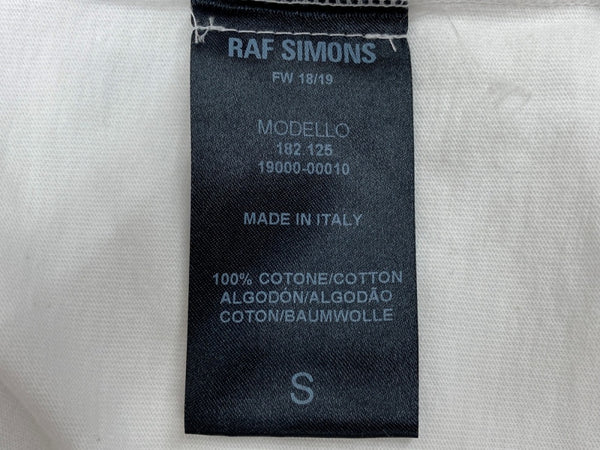 RAF SIMONS
FW 18/19
MODELLO
182.125
19000-00010
MADE IN ITALY
100% COTONE/COTTON
ALGODÓN/ALGODÃO
COTON/BAUMWOLLE
S